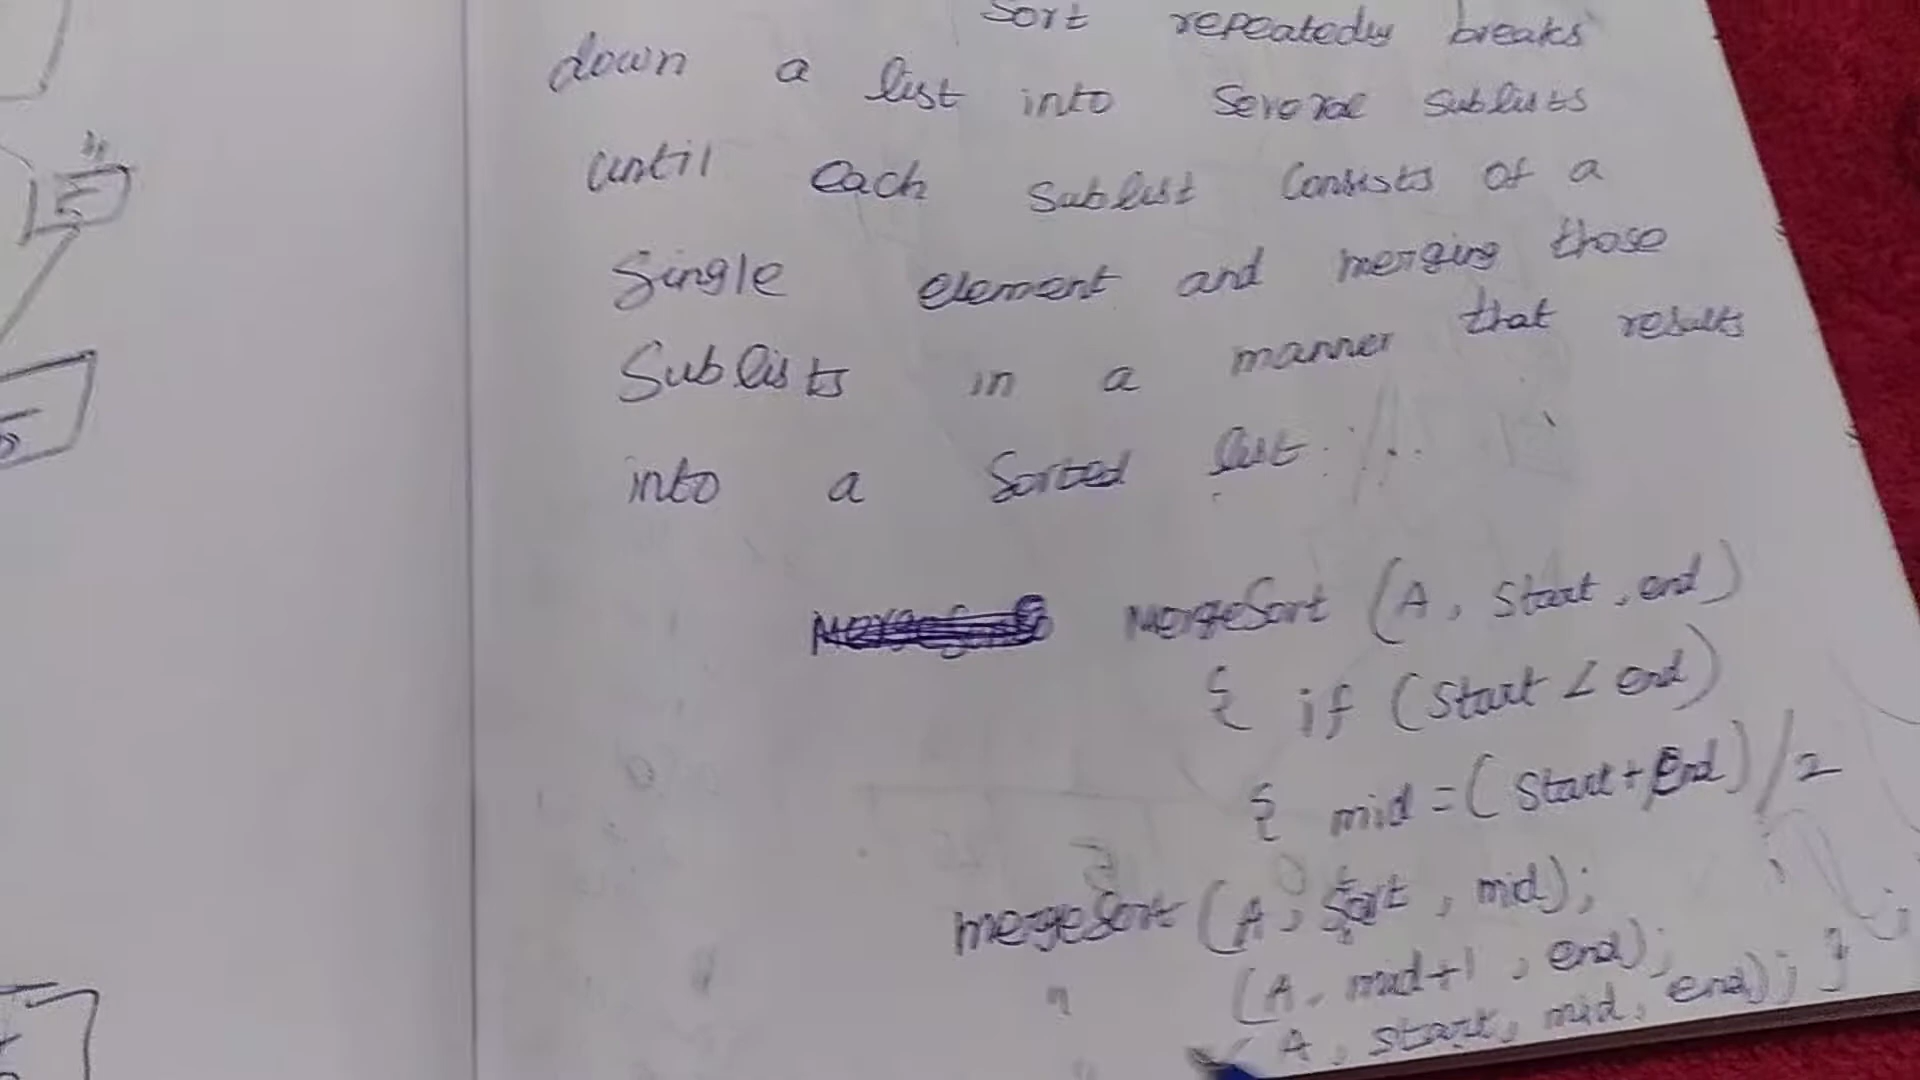 Sort repeatedly breaks
down a list into several sublists
until each sublist consists of a
Single element and merging those
Sublists in a manner that results
into a Sorted list.
MergeSort (A, Start, end)
{ if (Start < end)
{ mid = (Start + End) / 2
mergeSort (A, Start, mid);
" (A, mid+1, end);
A, start, mid, end); }